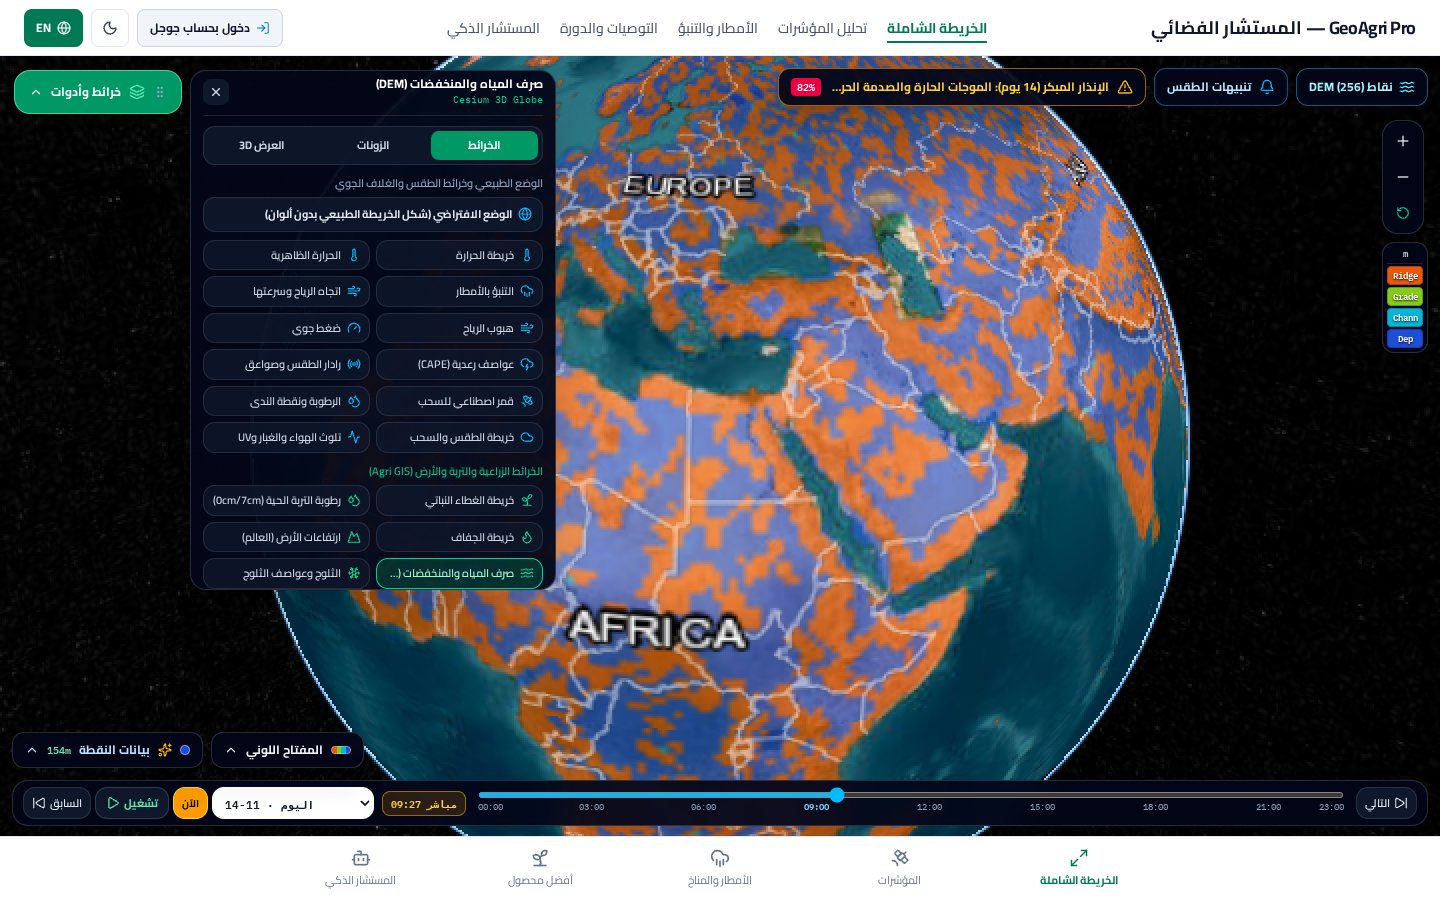 GeoAgri Pro — المستشار الفضائي
الخريطة الشاملة
تحليل المؤشرات
الأمطار والتنبؤ
التوصيات والدورة
المستشار الذكي
دخول بحساب جوجل
EN
نقاط DEM (256)
تنبيهات الطقس
الإنذار المبكر (14 يوم): الموجات الحارة والصدمة الحر...
82%
خرائط وأدوات
صرف المياه والمنخفضات (DEM)
Cesium 3D Globe
الخرائط
الزونات
العرض 3D
الوضع الطبيعي وخرائط الطقس والغلاف الجوي
الوضع الافتراضي (شكل الخريطة الطبيعي بدون ألوان)
خريطة الحرارة
الحرارة الظاهرية
التنبؤ بالأمطار
اتجاه الرياح وسرعتها
هبوب الرياح
ضغط جوي
عواصف رعدية (CAPE)
رادار الطقس وصواعق
قمر اصطناعي للسحب
الرطوبة ونقطة الندى
خريطة الطقس والسحب
تلوث الهواء والغبار وUV
الخرائط الزراعية والتربة والأرض (Agri GIS)
خريطة الغطاء النباتي
رطوبة التربة الحية (0cm/7cm)
خريطة الجفاف
ارتفاعات الأرض (العالم)
صرف المياه والمنخفضات (...
الثلوج وعواصف الثلوج
EUROPE
AFRICA
m
Ridge
Grade
Chann
Dep
المفتاح اللوني
بيانات النقطة
154m
التالي
00:00
03:00
06:00
09:00
12:00
15:00
18:00
21:00
23:00
مباشر 09:27
اليوم · 11-14
الآن
تشغيل
السابق
الخريطة الشاملة
المؤشرات
الأمطار والمناخ
أفضل محصول
المستشار الذكي